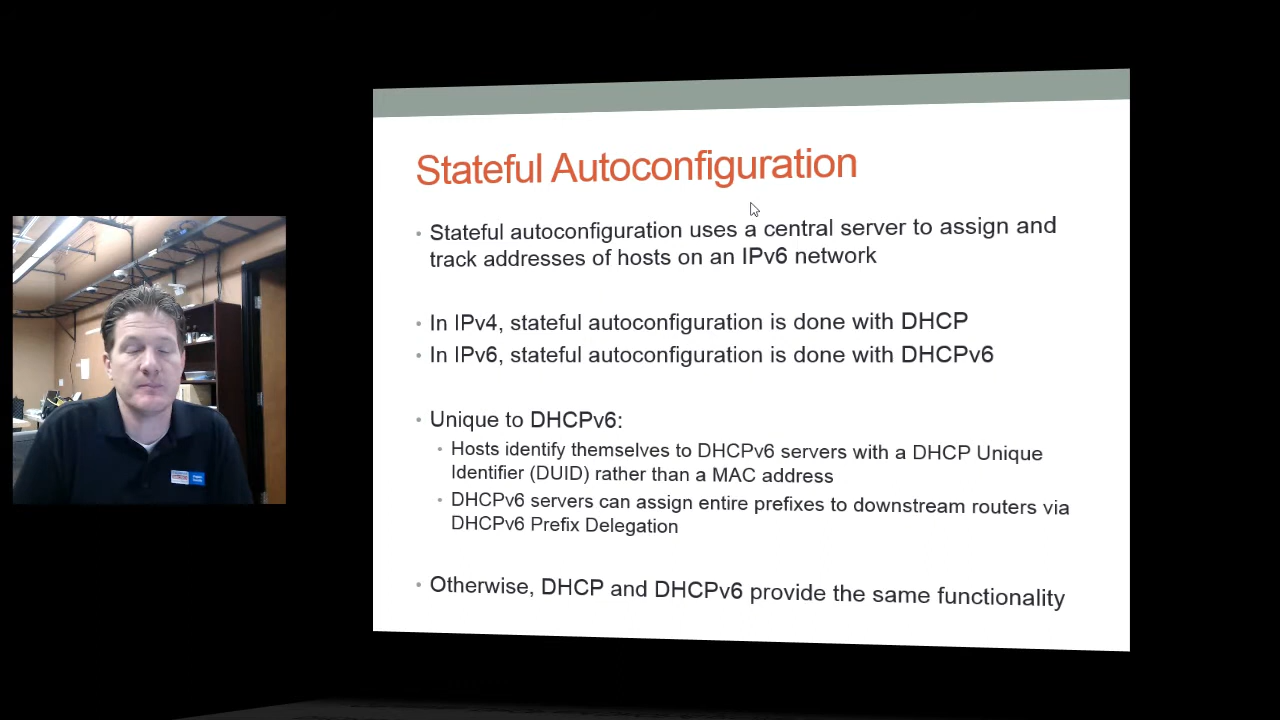 Stateful Autoconfiguration
• Stateful autoconfiguration uses a central server to assign and
track addresses of hosts on an IPv6 network
• In IPv4, stateful autoconfiguration is done with DHCP
• In IPv6, stateful autoconfiguration is done with DHCPv6
• Unique to DHCPv6:
• Hosts identify themselves to DHCPv6 servers with a DHCP Unique
Identifier (DUID) rather than a MAC address
• DHCPv6 servers can assign entire prefixes to downstream routers via
DHCPv6 Prefix Delegation
• Otherwise, DHCP and DHCPv6 provide the same functionality